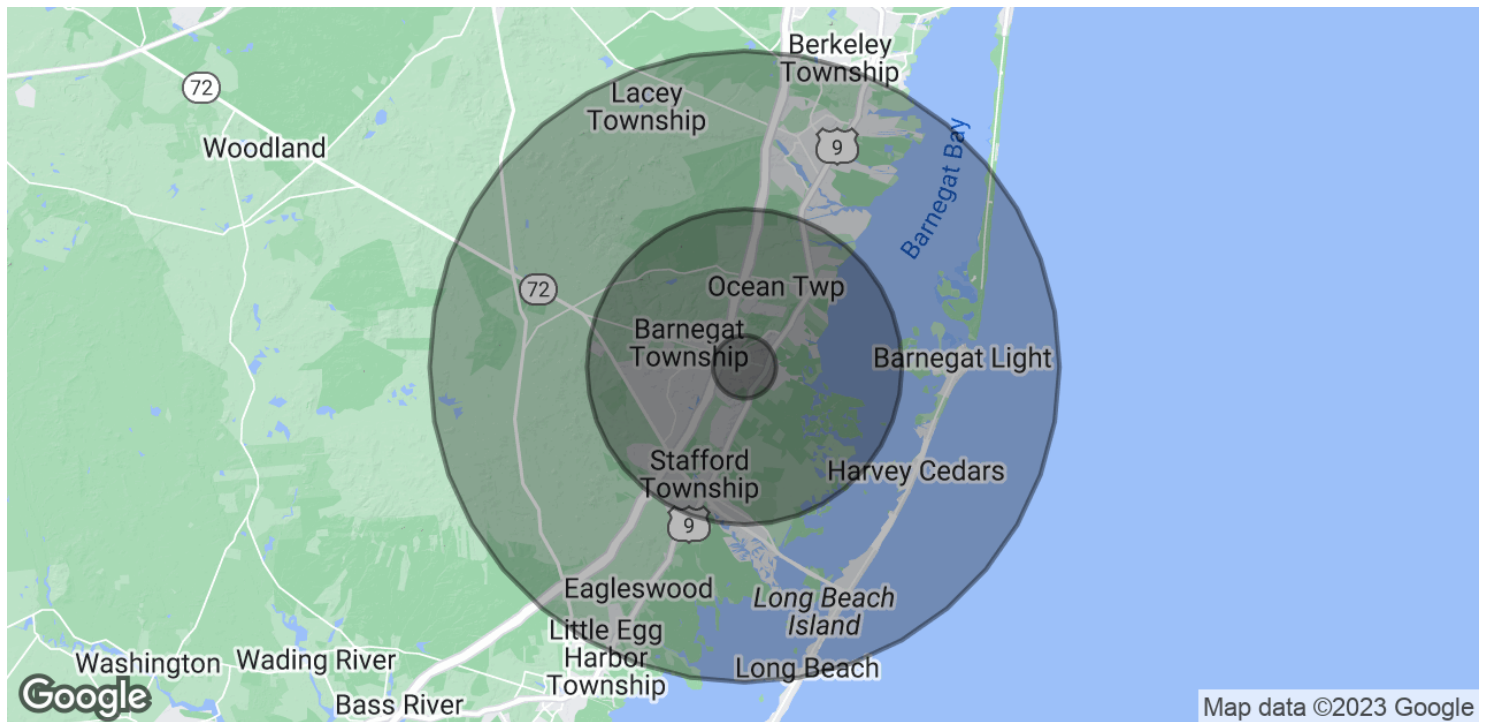 Berkeley
Township
72
Lacey
Township
9
Woodland
Barnegat Bay
72
Ocean Twp
Barnegat
Township
Barnegat Light
Stafford
Township
Harvey Cedars
9
Eagleswood
Long Beach
Island
Little Egg
Harbor
Township
Washington
Wading River
Long Beach
Bass River
Google
Map data ©2023 Google